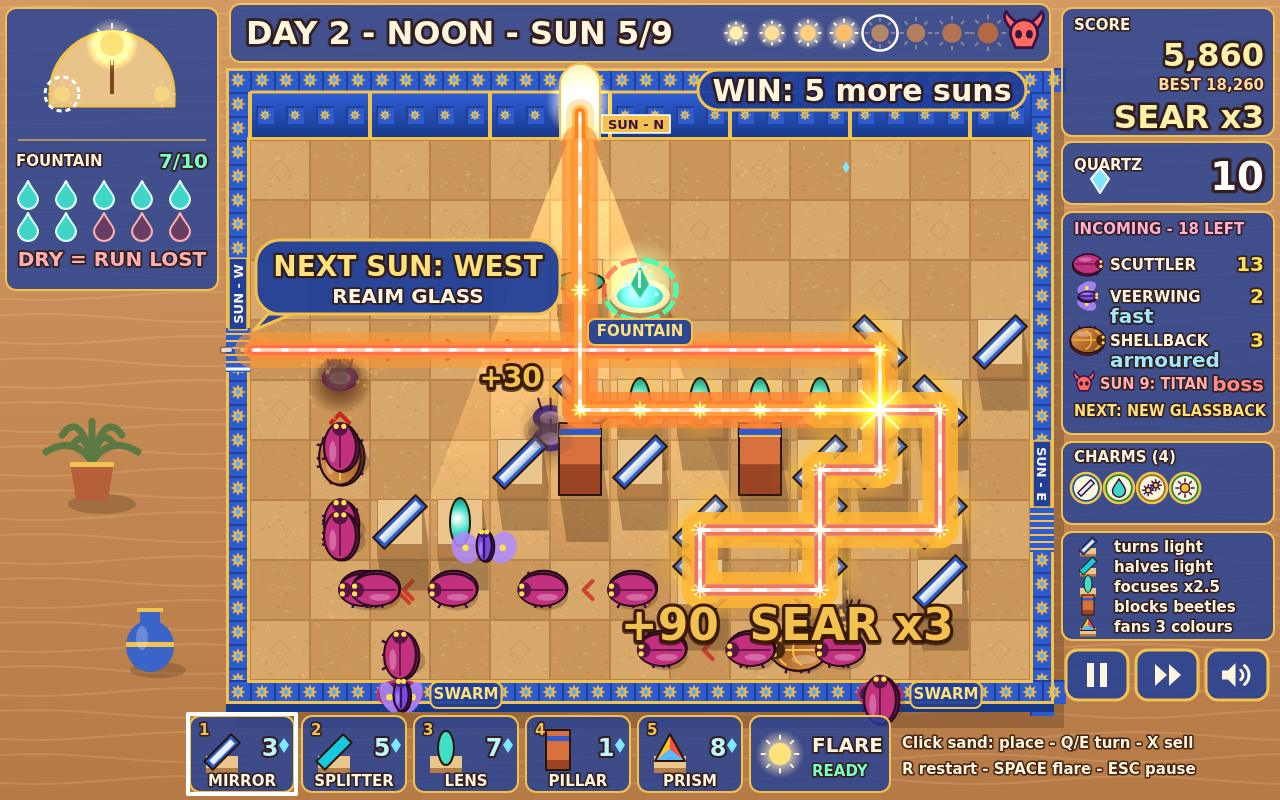 DAY 2 - NOON - SUN 5/9
WIN: 5 more suns
SUN - N
FOUNTAIN 7/10
DRY = RUN LOST
SUN - W
NEXT SUN: WEST
REAIM GLASS
FOUNTAIN
+30
+90 SEAR x3
SUN - E
SWARM
SWARM
SCORE
5,860
BEST 18,260
SEAR x3
QUARTZ
10
INCOMING - 18 LEFT
SCUTTLER 13
VEERWING 2
fast
SHELLBACK 3
armoured
SUN 9: TITAN boss
NEXT: NEW GLASSBACK
CHARMS (4)
turns light
halves light
focuses x2.5
blocks beetles
fans 3 colours
1 3 MIRROR
2 5 SPLITTER
3 7 LENS
4 1 PILLAR
5 8 PRISM
FLARE
READY
Click sand: place - Q/E turn - X sell
R restart - SPACE flare - ESC pause